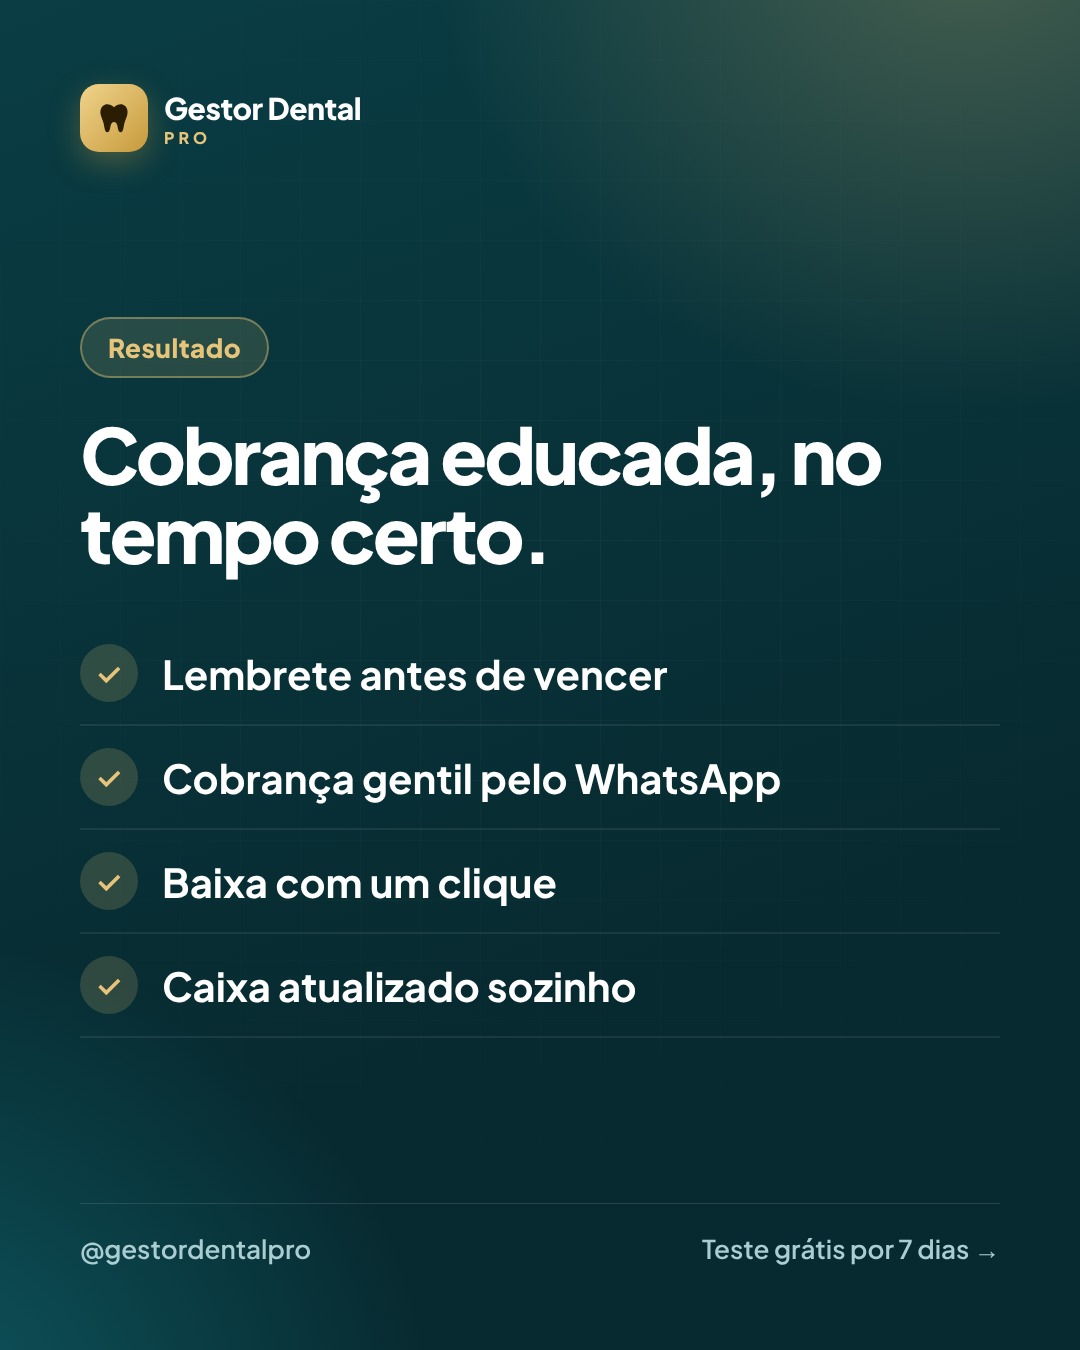 Gestor Dental
PRO
Resultado
Cobrança educada, no
tempo certo.
Lembrete antes de vencer
Cobrança gentil pelo WhatsApp
Baixa com um clique
Caixa atualizado sozinho
@gestordentalpro
Teste grátis por 7 dias →